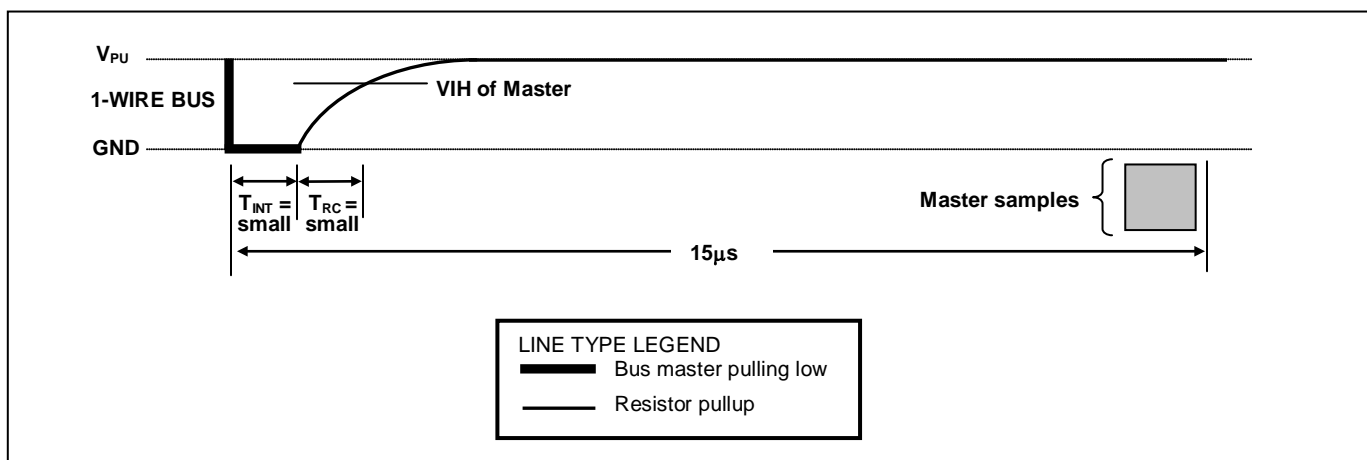 VPU
1-WIRE BUS
VIH of Master
GND
TINT =
small
TRC =
small
Master samples
15μs
LINE TYPE LEGEND
Bus master pulling low
Resistor pullup